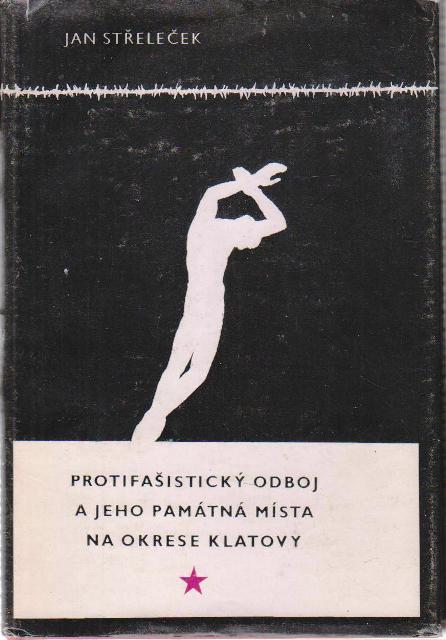 JAN STŘELEČEK
PROTIFAŠISTICKÝ ODBOJ
A JEHO PAMÁTNÁ MÍSTA
NA OKRESE KLATOVY